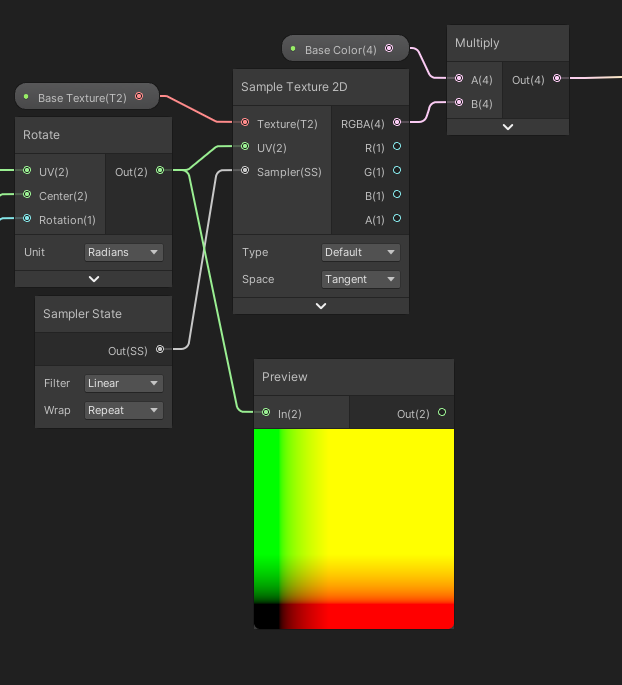 Base Color(4)
Multiply
A(4)
Out(4)
B(4)
Base Texture(T2)
Sample Texture 2D
Texture(T2)
RGBA(4)
UV(2)
R(1)
Sampler(SS)
G(1)
B(1)
A(1)
Type
Default
Space
Tangent
Rotate
UV(2)
Out(2)
Center(2)
Rotation(1)
Unit
Radians
Sampler State
Out(SS)
Filter
Linear
Wrap
Repeat
Preview
In(2)
Out(2)